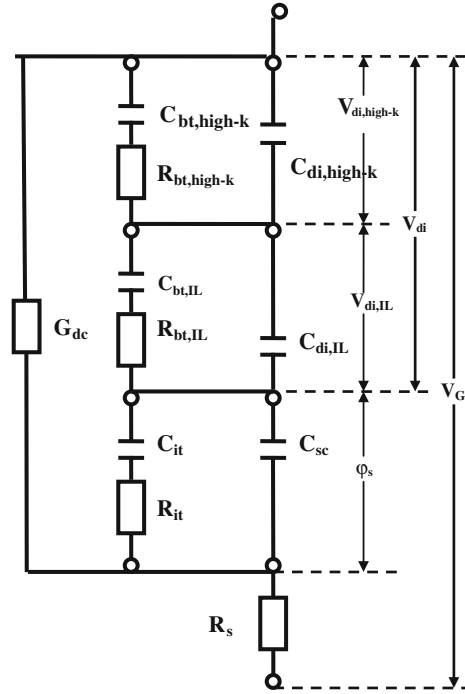 C_bt,high-k
V_di,high-k
R_bt,high-k
C_di,high-k
V_di
C_bt,IL
V_di,IL
G_dc
R_bt,IL
C_di,IL
V_G
C_it
C_sc
φ_s
R_it
R_s